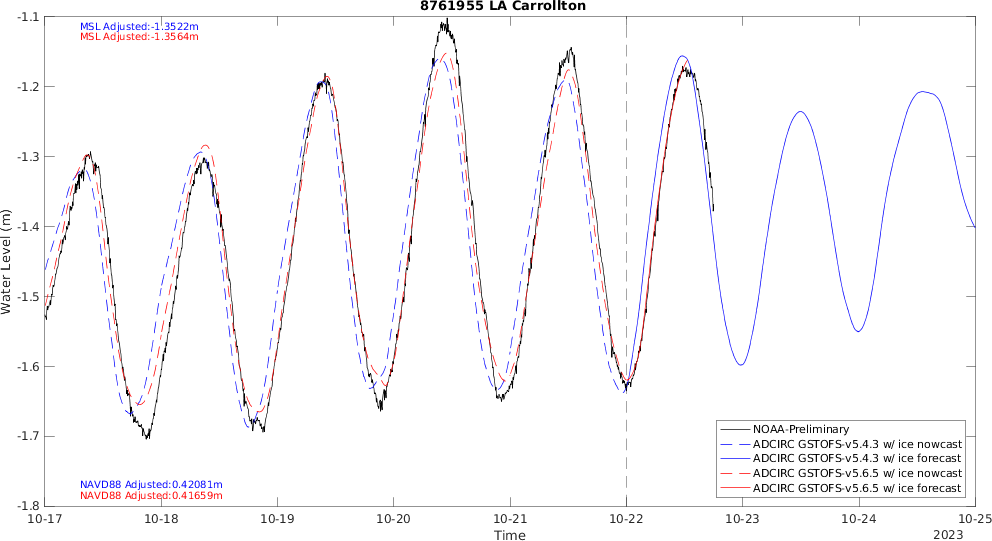 8761955 LA Carrollton
MSL Adjusted:-1.3522m
MSL Adjusted:-1.3564m
-1.1
-1.2
-1.3
-1.4
-1.5
-1.6
-1.7
-1.8
Water Level (m)
NAVD88 Adjusted:0.42081m
NAVD88 Adjusted:0.41659m
NOAA-Preliminary
ADCIRC GSTOFS-v5.4.3 w/ ice nowcast
ADCIRC GSTOFS-v5.4.3 w/ ice forecast
ADCIRC GSTOFS-v5.6.5 w/ ice nowcast
ADCIRC GSTOFS-v5.6.5 w/ ice forecast
10-17 10-18 10-19 10-20 10-21 10-22 10-23 10-24 10-25
Time
2023